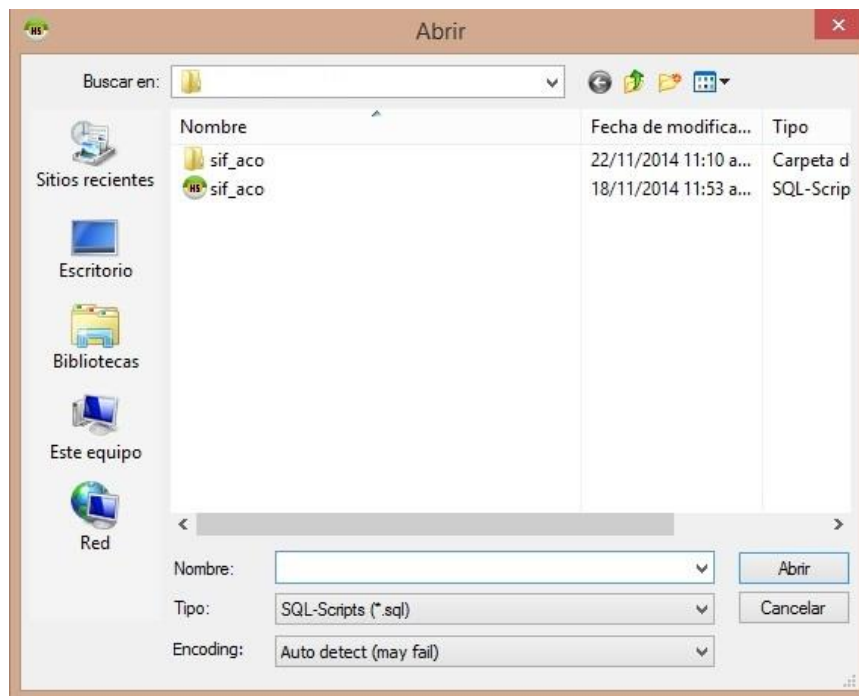 HS
Abrir
Buscar en:
Nombre Fecha de modifica... Tipo
sif_aco 22/11/2014 11:10 a... Carpeta d
HS sif_aco 18/11/2014 11:53 a... SQL-Scrip
Sitios recientes
Escritorio
Bibliotecas
Este equipo
Red
Nombre: Abrir
Tipo: SQL-Scripts (*.sql) Cancelar
Encoding: Auto detect (may fail)